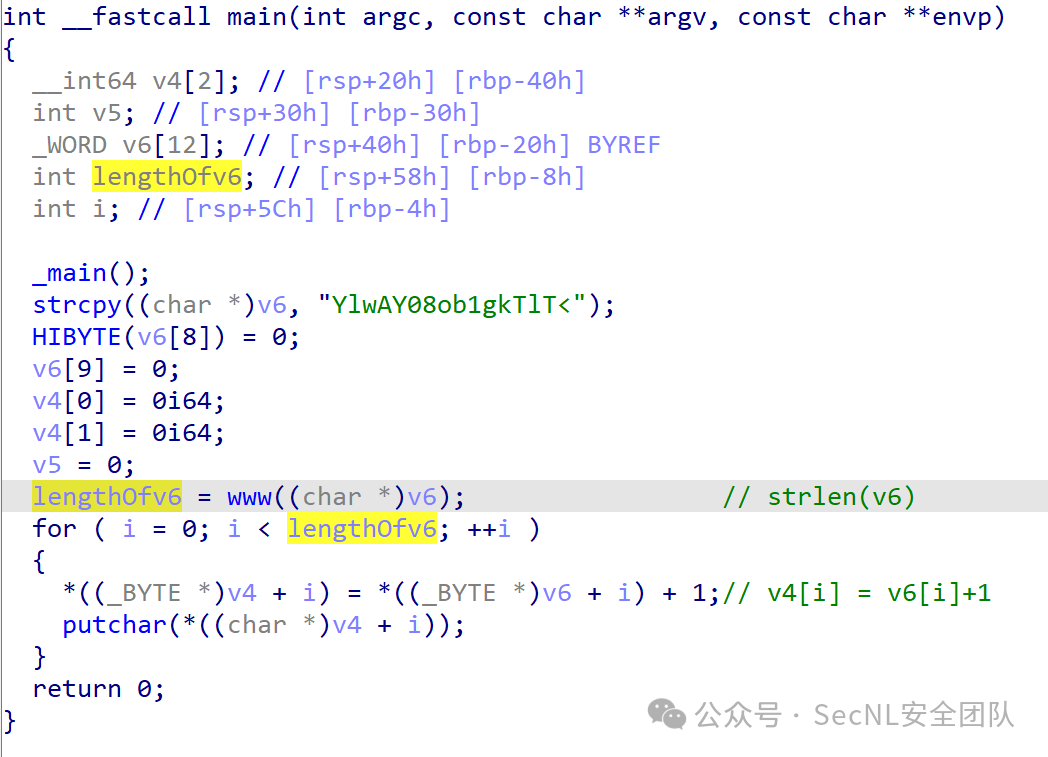 int __fastcall main(int argc, const char **argv, const char **envp)
{
  __int64 v4[2]; // [rsp+20h] [rbp-40h]
  int v5; // [rsp+30h] [rbp-30h]
  _WORD v6[12]; // [rsp+40h] [rbp-20h] BYREF
  int lengthOfv6; // [rsp+58h] [rbp-8h]
  int i; // [rsp+5Ch] [rbp-4h]

  _main();
  strcpy((char *)v6, "YlwAY08ob1gkTlT<");
  HIBYTE(v6[8]) = 0;
  v6[9] = 0;
  v4[0] = 0i64;
  v4[1] = 0i64;
  v5 = 0;
  lengthOfv6 = www((char *)v6);                 // strlen(v6)
  for ( i = 0; i < lengthOfv6; ++i )
  {
    *((_BYTE *)v4 + i) = *((_BYTE *)v6 + i) + 1;// v4[i] = v6[i]+1
    putchar(*((char *)v4 + i));
  }
  return 0;
}
公众号 · SecNL安全团队